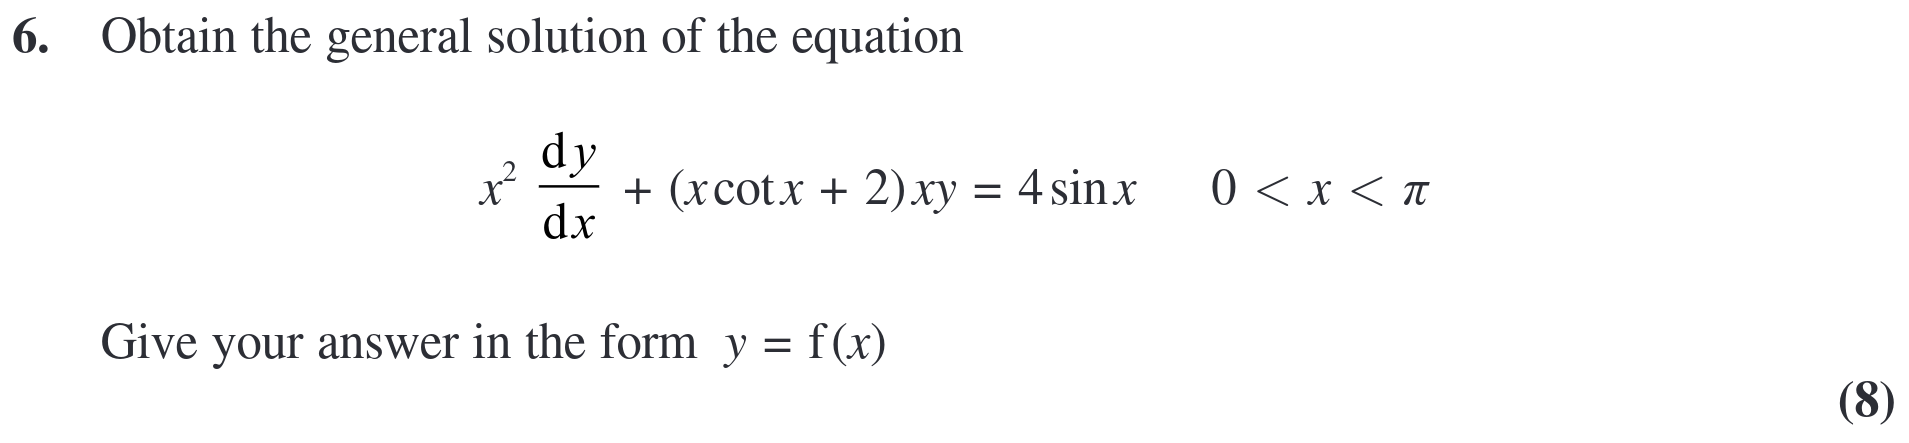 6. Obtain the general solution of the equation
x² dy/dx + (x cot x + 2)xy = 4 sin x 0 < x < π
Give your answer in the form y = f(x)
(8)